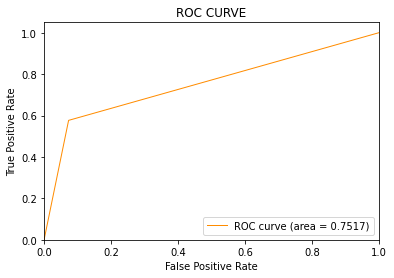 ROC CURVE
1.0
0.8
0.6
0.4
0.2
0.0
True Positive Rate
ROC curve (area = 0.7517)
0.0 0.2 0.4 0.6 0.8 1.0
False Positive Rate